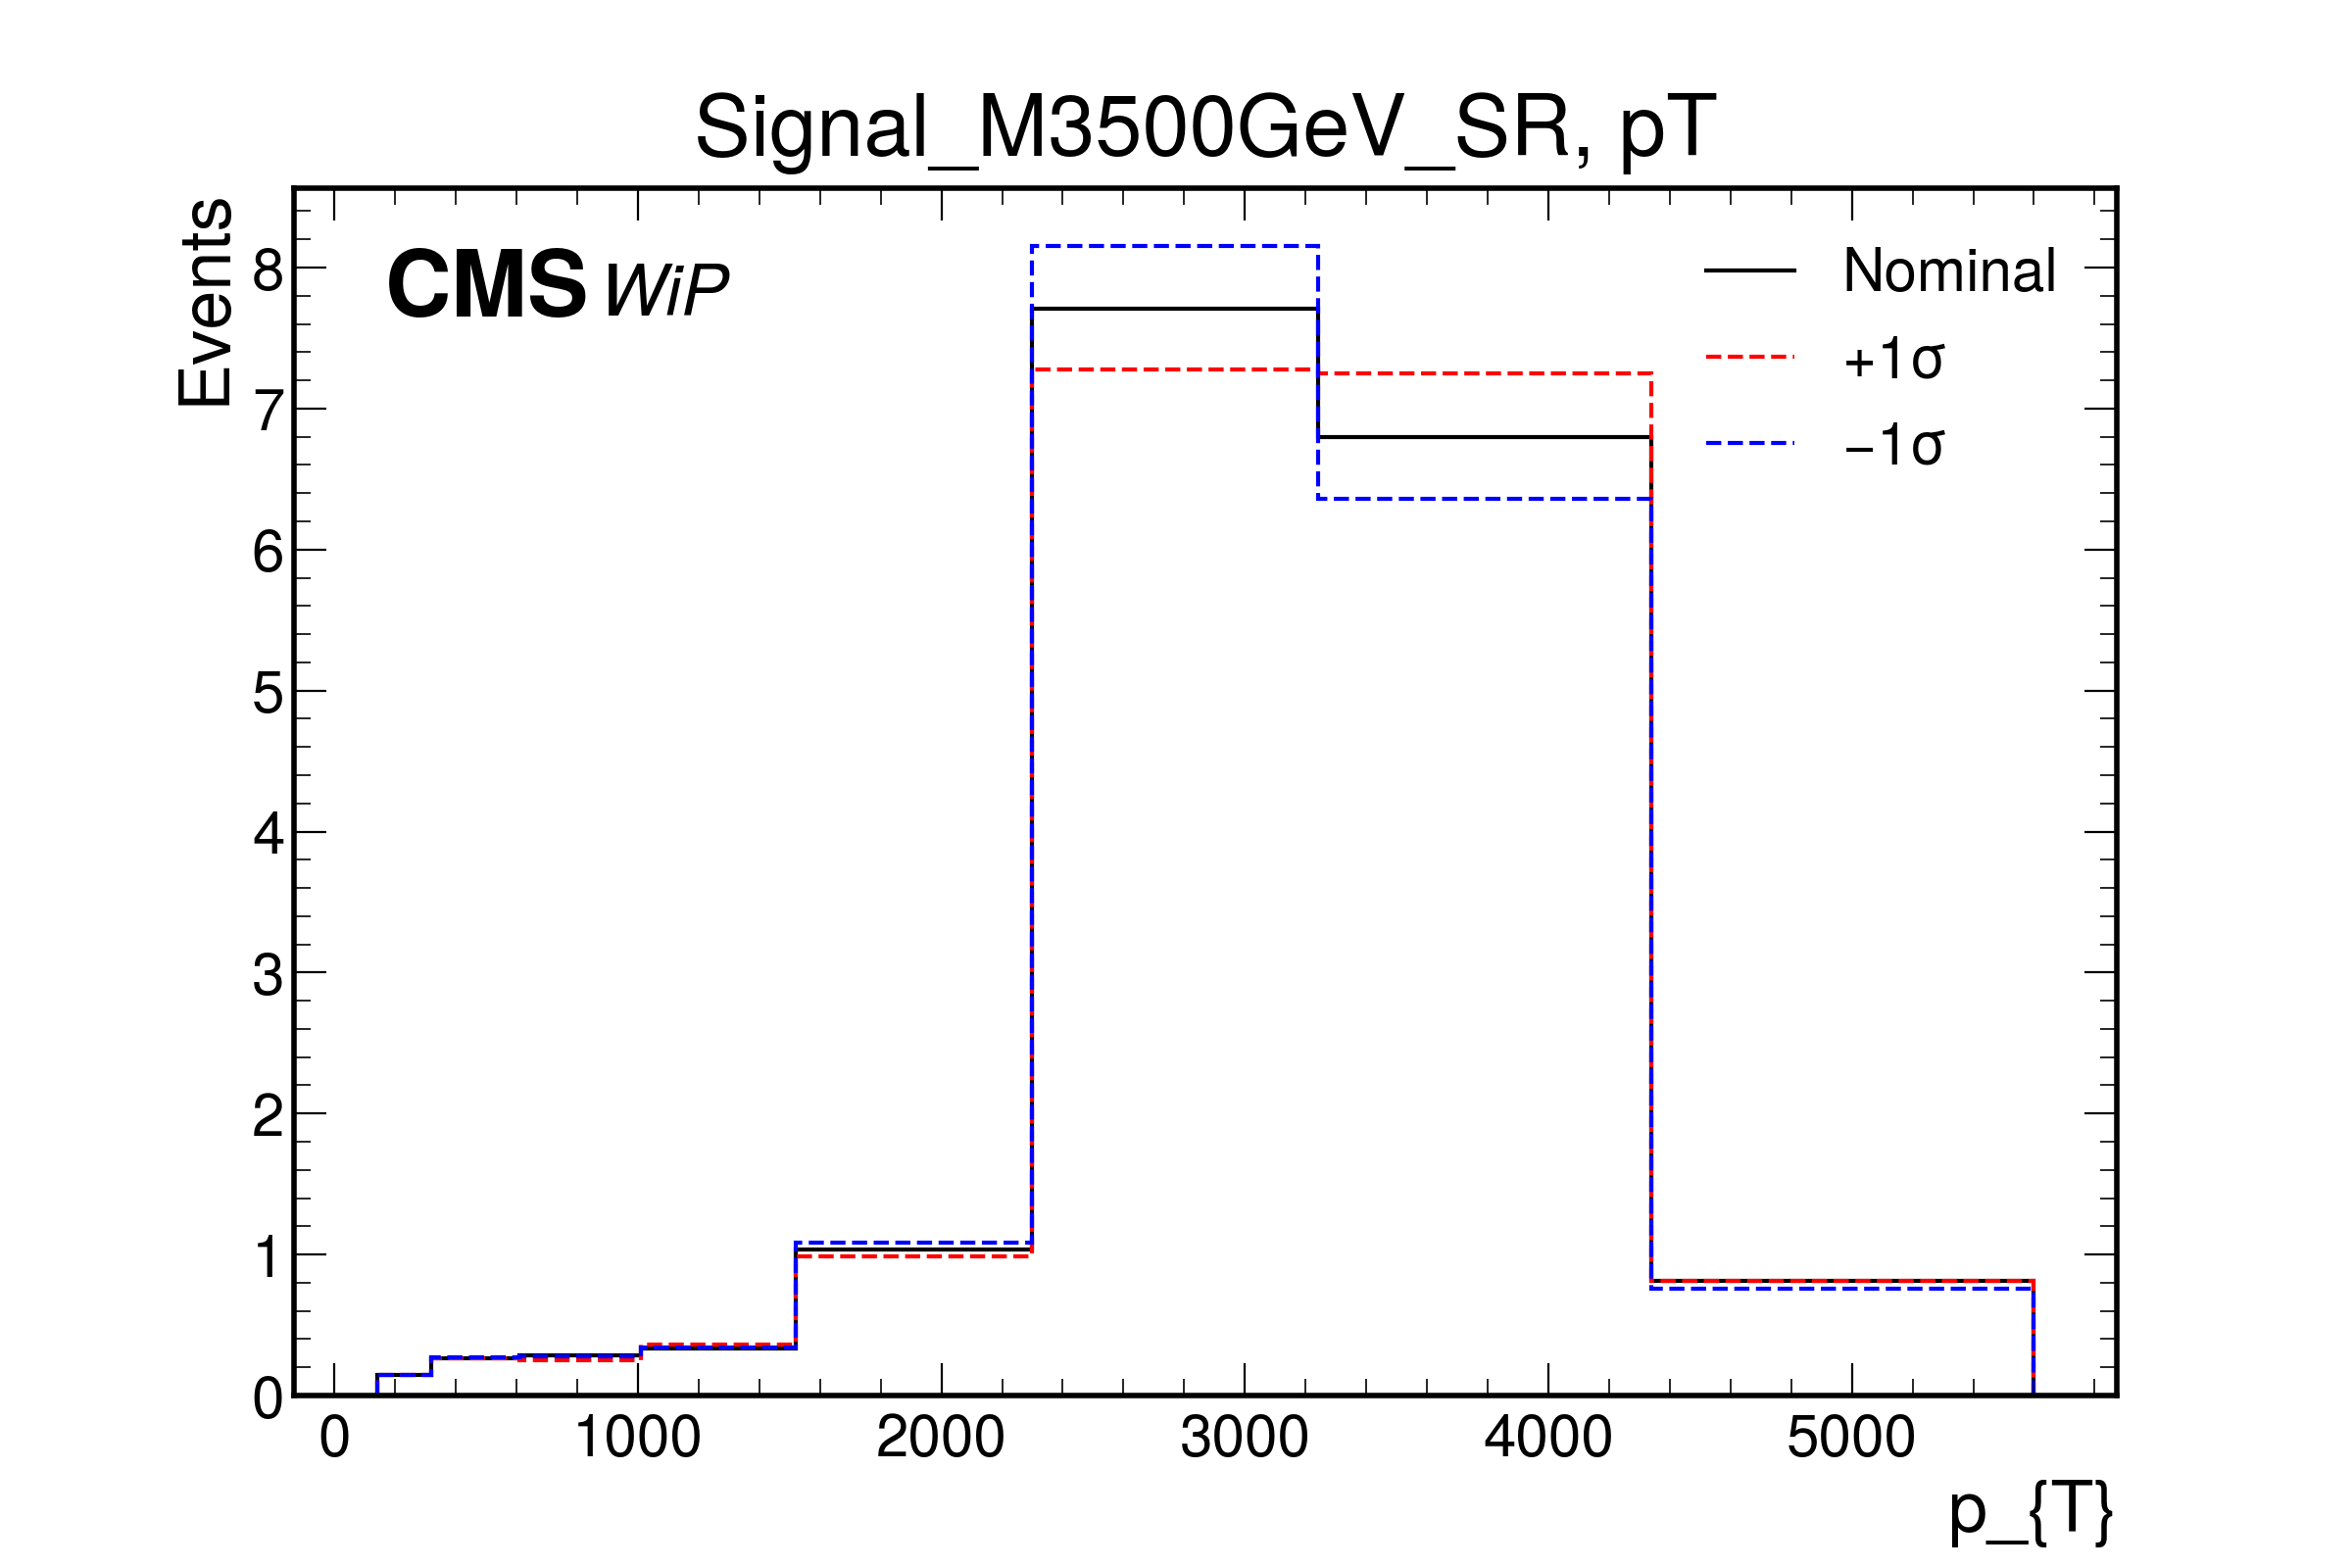 Signal_M3500GeV_SR, pT
Events
CMS WiP
Nominal
+1σ
−1σ
8
7
6
5
4
3
2
1
0
0 1000 2000 3000 4000 5000
p_{T}